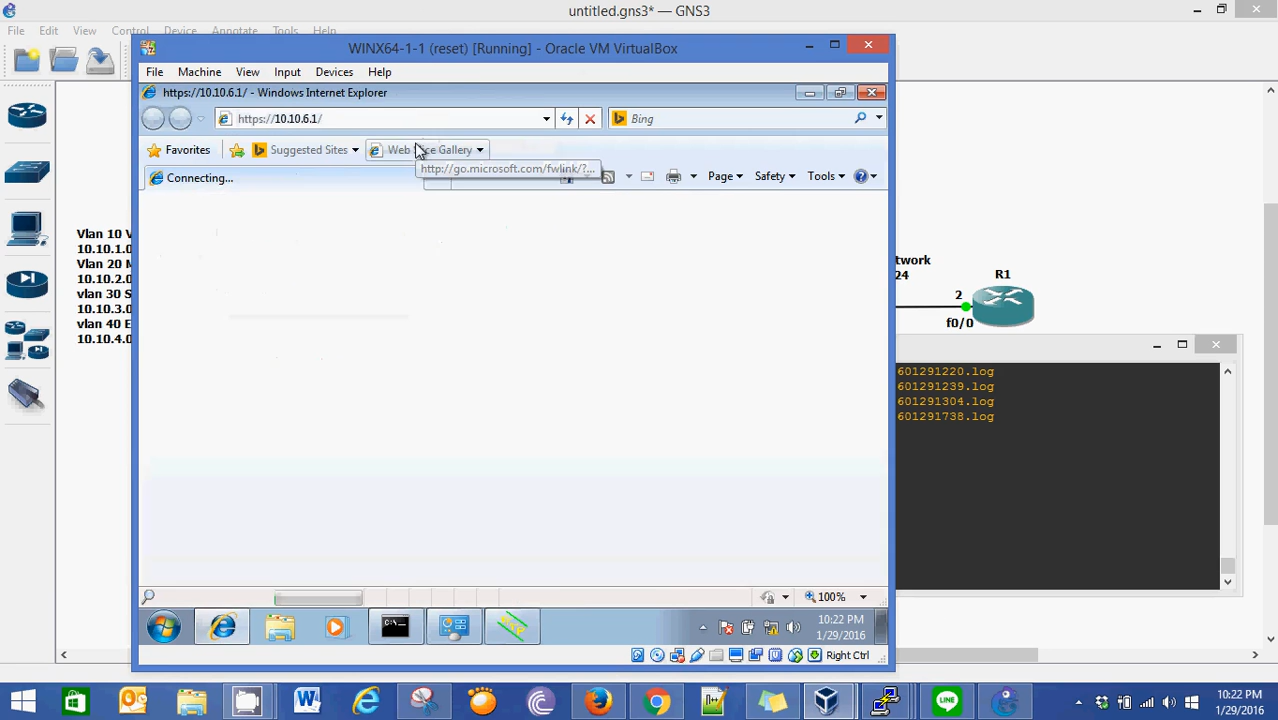 untitled.gns3* — GNS3
File Edit View Control Device Annotate Tools Help
WINX64-1-1 (reset) [Running] - Oracle VM VirtualBox
File Machine View Input Devices Help
https://10.10.6.1/ - Windows Internet Explorer
https://10.10.6.1/
Bing
Favorites
Suggested Sites
Web Slice Gallery
http://go.microsoft.com/fwlink/?...
Connecting...
Page Safety Tools
Vlan 10 V
10.10.1.0
Vlan 20 M
10.10.2.0
vlan 30 S
10.10.3.0
vlan 40 E
10.10.4.0
twork
24
R1
2
f0/0
601291220.log
601291239.log
601291304.log
601291738.log
100%
10:22 PM
1/29/2016
Right Ctrl
10:22 PM
1/29/2016